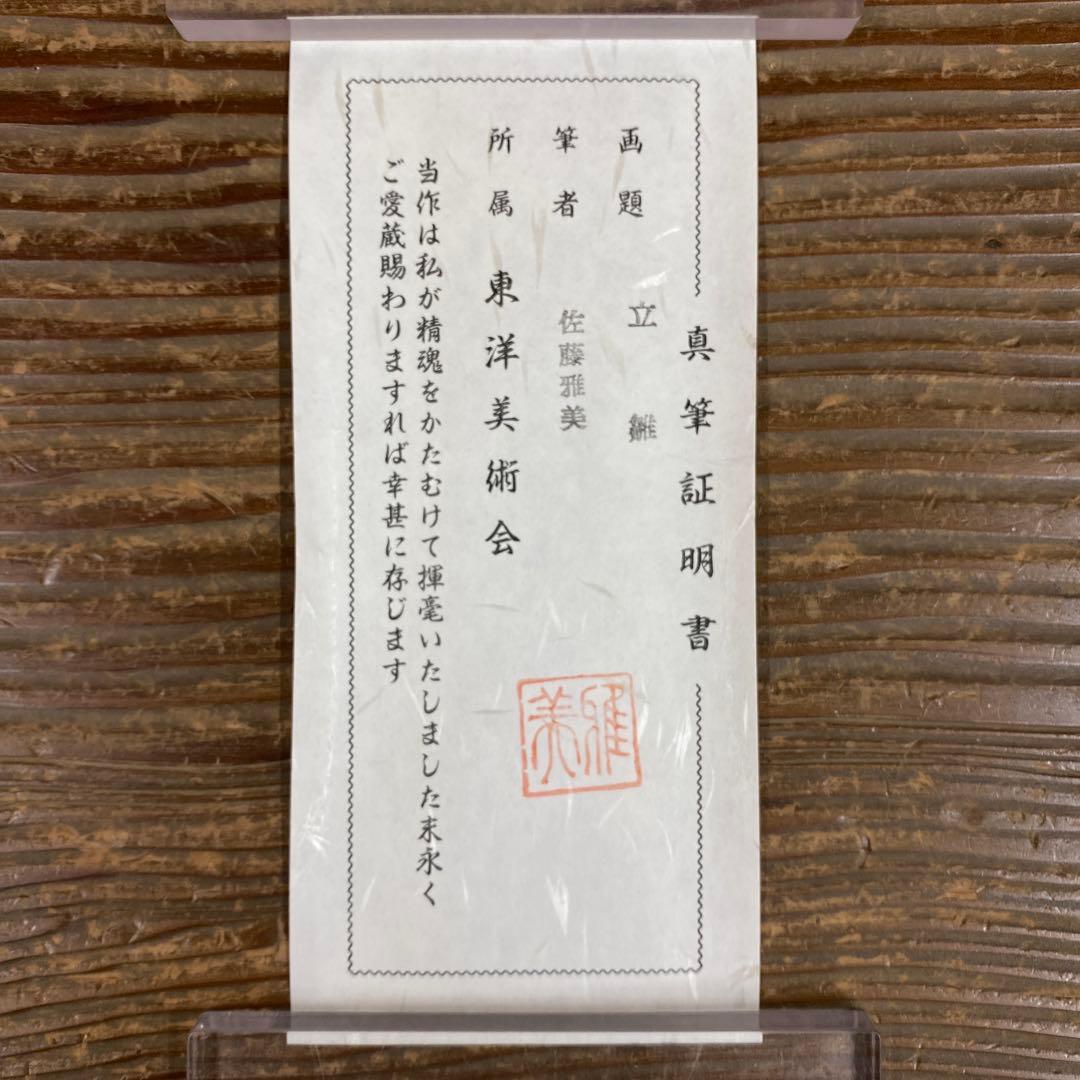 真筆証明書
画題 立雛
筆者 佐藤雅美
所属 東洋美術会
当作は私が精魂をかたむけて揮毫いたしました末永く
ご愛蔵賜わりますれば幸甚に存じます
雅美